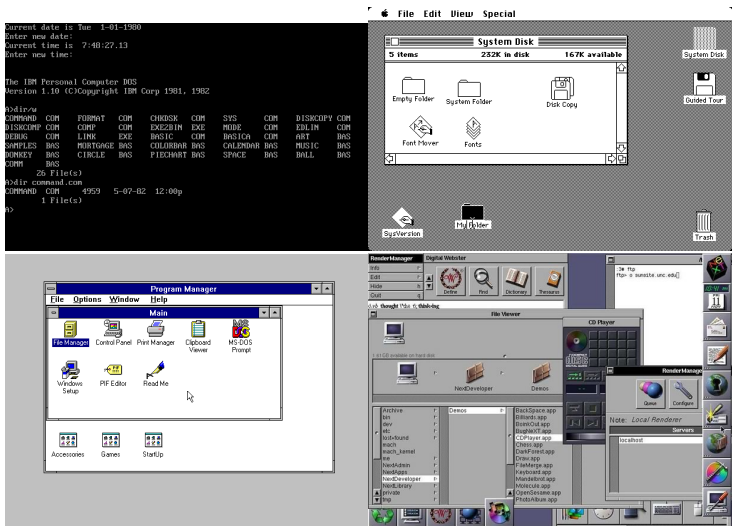 Current date is Tue  1-01-1980
Enter new date:
Current time is  7:48:27.13
Enter new time:
The IBM Personal Computer DOS
Version 1.10 (C)Copyright IBM Corp 1981, 1982
A>dir/w
COMMAND  COM    FORMAT   COM    CHKDSK   COM    SYS      COM    DISKCOPY COM
DISKCOMP COM    COMP     COM    EXE2BIN  EXE    MODE     COM    EDLIN    COM
DEBUG    COM    LINK     EXE    BASIC    COM    BASICA   COM    ART      BAS
SAMPLES  BAS    MORTGAGE BAS    COLORBAR BAS    CALENDAR BAS    MUSIC    BAS
DONKEY   BAS    CIRCLE   BAS    PIECHART BAS    SPACE    BAS    BALL     BAS
COMM     BAS
26 File(s)
A>dir command.com
COMMAND  COM     4959   5-07-82  12:00p
1 File(s)
A>
File Edit View Special
System Disk
5 items 232K in disk 167K available
Empty Folder
System Folder
Disk Copy
Font Mover
Fonts
System Disk
Guided Tour
SysVersion
My Folder
Trash
Program Manager
File Options Window Help
Main
File Manager
Control Panel
Print Manager
Clipboard
Viewer
MS-DOS
Prompt
Windows
Setup
PIF Editor
Read Me
Accessories
Games
StartUp
RenderManager
Info
Edit
Hide
Quit
Digital Webster
Define
Find
Dictionary
Thesaurus
:3# ftp
ftp> o sunsite.unc.edu
11
File Viewer
NextDeveloper
Demos
CD Player
RenderManage
Queue
Configure
Note: Local Renderer
Servers
localhost
Archive
bin
dev
etc
lost+found
mach
mach_kernel
me
NextAdmin
NextApps
NextDeveloper
NextLibrary
private
tmp
Demos
BackSpace.app
Billiards.app
BoinkOut.app
BugNeXT.app
CDPlayer.app
Chess.app
DarkForest.app
Draw.app
FileMerge.app
Keyboard.app
Mandelbrot.app
Molecule.app
OpenSesame.app
PhotoAlbum.app